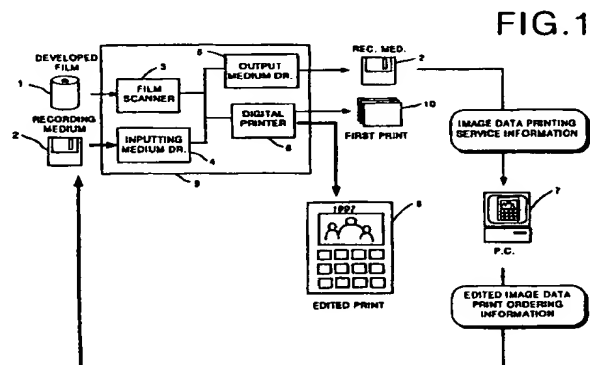 FIG.1
DEVELOPED
FILM
1
3
FILM
SCANNER
5
OUTPUT
MEDIUM DR.
REC. MED.
2
RECORDING
MEDIUM
2
INPUTTING
MEDIUM DR.
4
DIGITAL
PRINTER
6
10
FIRST PRINT
9
IMAGE DATA PRINTING
SERVICE INFORMATION
7
P.C.
1997
EDITED PRINT
EDITED IMAGE DATA
PRINT ORDERING
INFORMATION